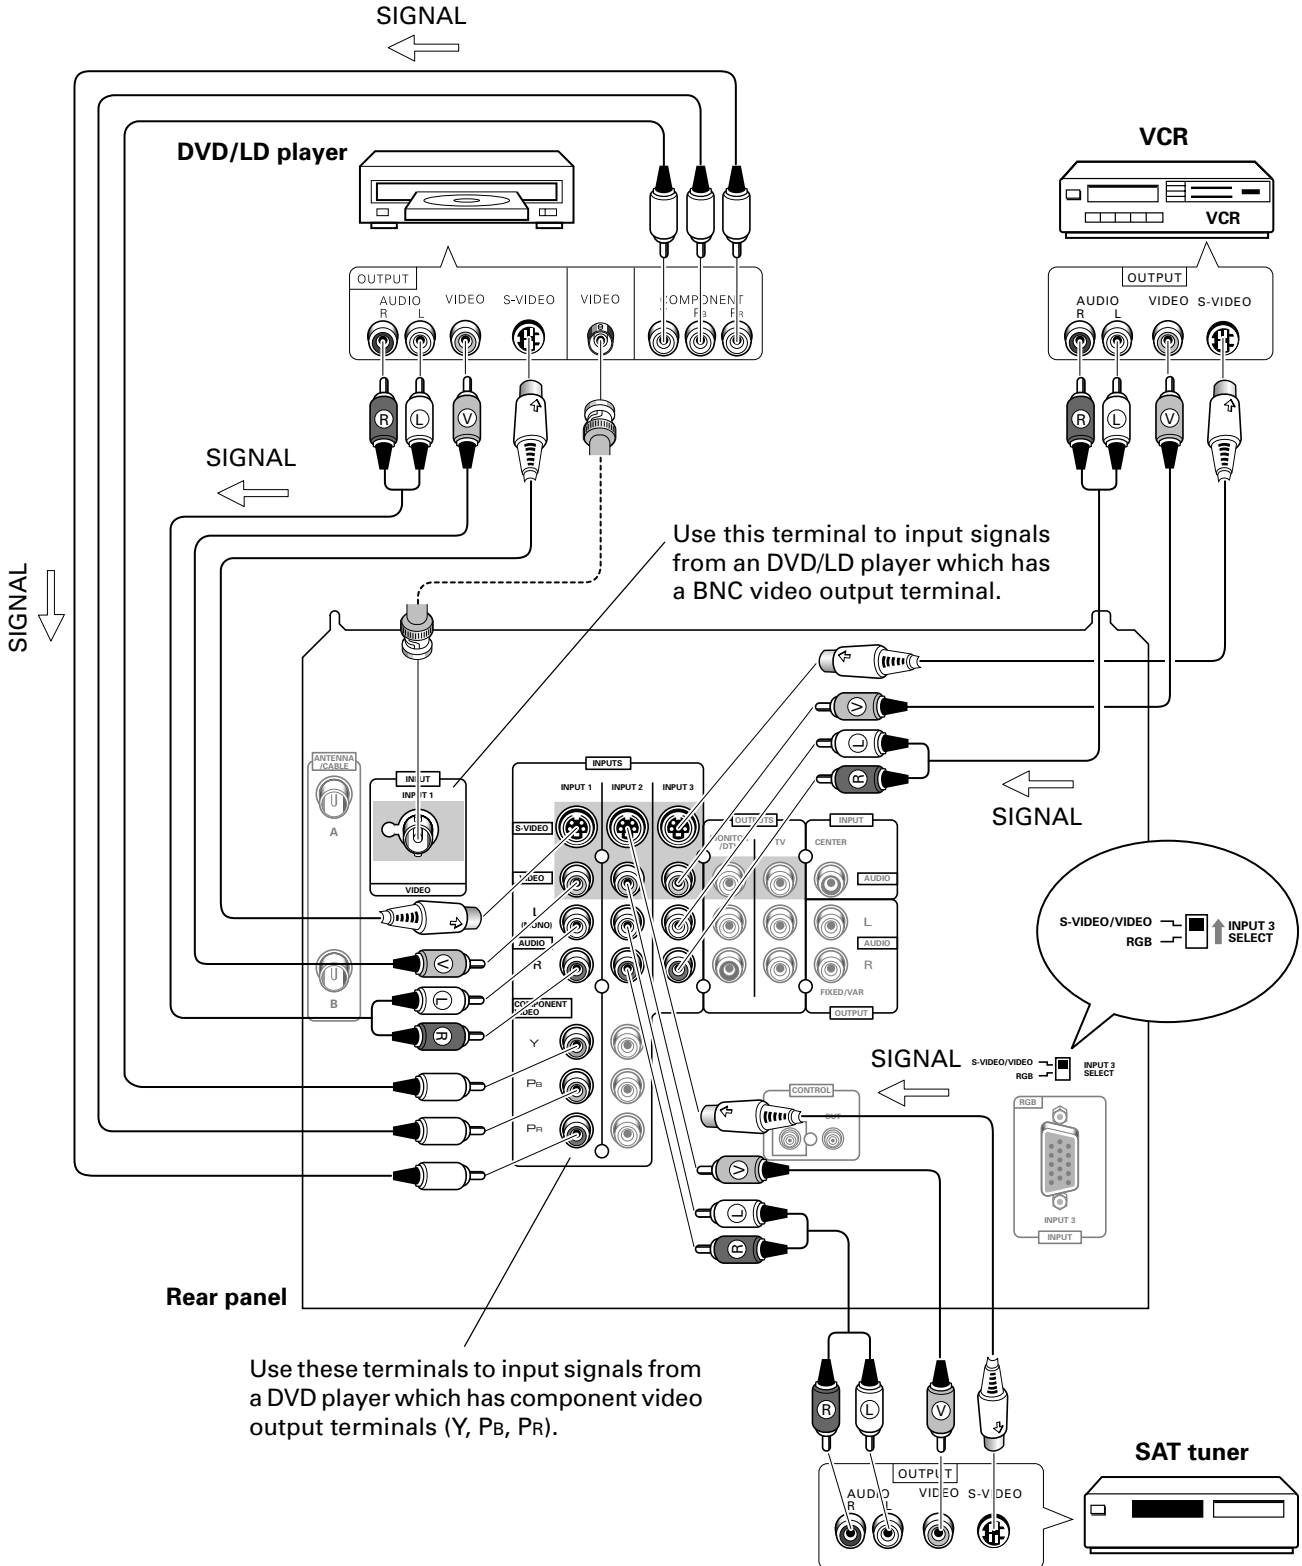 SIGNAL
DVD/LD player
VCR
VCR
OUTPUT
AUDIO
R L
VIDEO
S-VIDEO
VIDEO
COMPONENT
PB PR
OUTPUT
AUDIO
R L
VIDEO
S-VIDEO
R
L
V
R
L
V
SIGNAL
SIGNAL
Use this terminal to input signals
from an DVD/LD player which has
a BNC video output terminal.
V
L
R
SIGNAL
ANTENNA
/CABLE
A
B
INPUT
INPUT 1
VIDEO
INPUTS
INPUT 1
INPUT 2
INPUT 3
S-VIDEO
VIDEO
L
(MONO)
AUDIO
R
COMPONENT
VIDEO
Y
PB
PR
OUTPUTS
MONITOR
/DTV
TV
INPUT
CENTER
AUDIO
L
AUDIO
R
FIXED/VAR
OUTPUT
S-VIDEO/VIDEO
RGB
INPUT 3
SELECT
V
L
R
SIGNAL
S-VIDEO/VIDEO
RGB
INPUT 3
SELECT
CONTROL
OUT
RGB
INPUT 3
INPUT
V
L
R
Rear panel
Use these terminals to input signals from
a DVD player which has component video
output terminals (Y, PB, PR).
R
L
V
SAT tuner
OUTPUT
AUDIO
R L
VIDEO
S-VIDEO